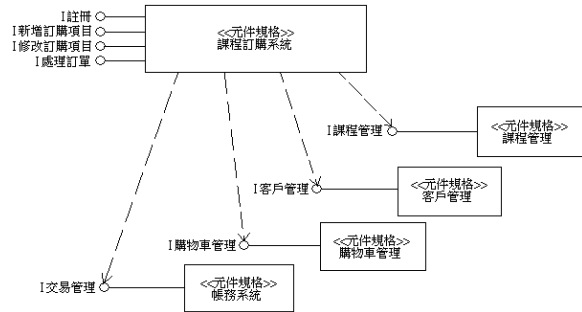 I註冊
I新增訂購項目
I修改訂購項目
I處理訂單
<<元件規格>>
課程訂購系統
I課程管理
<<元件規格>>
課程管理
I客戶管理
<<元件規格>>
客戶管理
I購物車管理
<<元件規格>>
購物車管理
I交易管理
<<元件規格>>
帳務系統